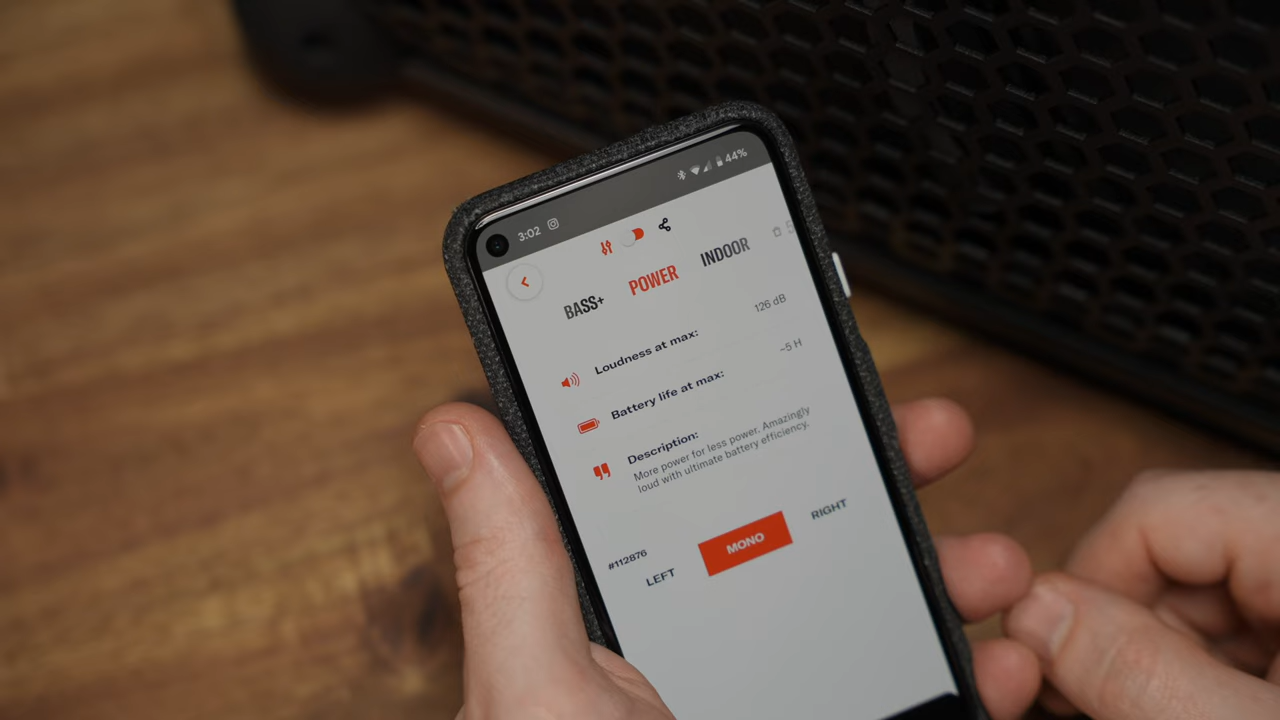 3:02 44%
BASS+ POWER INDOOR
Loudness at max: 126 dB
Battery life at max: ~5 H
Description:
More power for less power. Amazingly
loud with ultimate battery efficiency.
#112876
LEFT MONO RIGHT